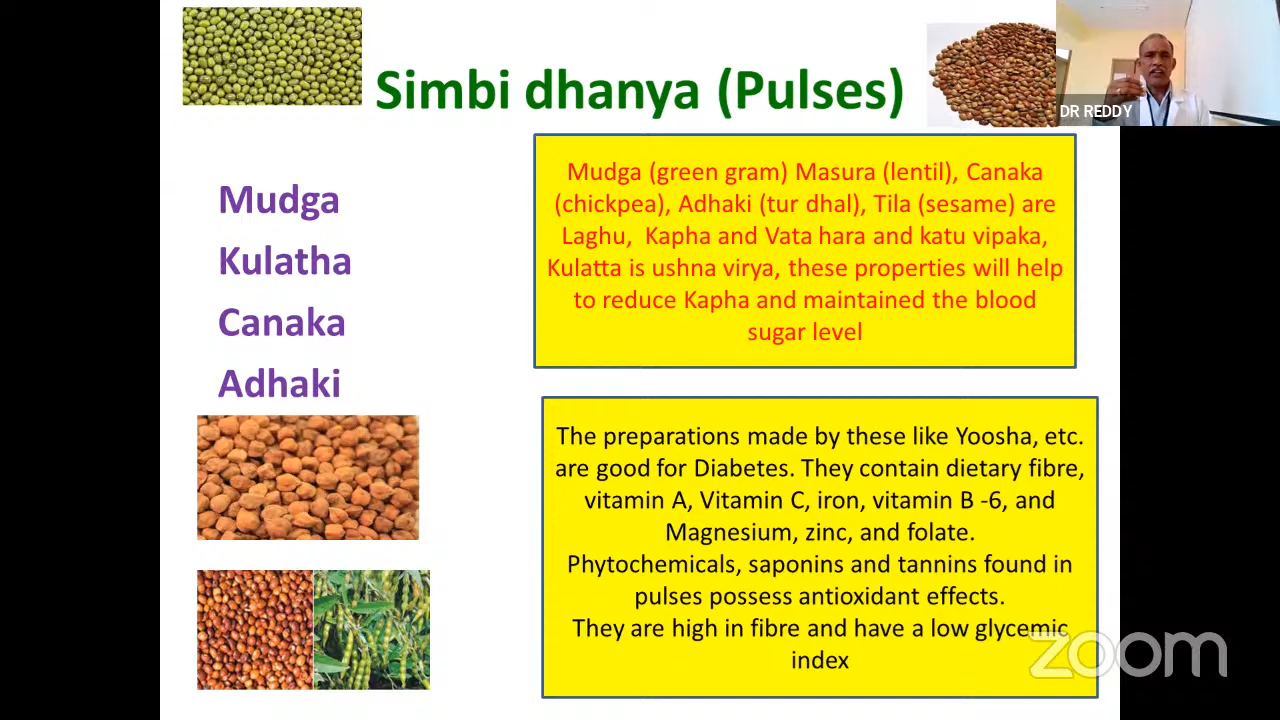 Simbi dhanya (Pulses)
DR REDDY
Mudga
Kulatha
Canaka
Adhaki
Mudga (green gram) Masura (lentil), Canaka
(chickpea), Adhaki (tur dhal), Tila (sesame) are
Laghu, Kapha and Vata hara and katu vipaka,
Kulatta is ushna virya, these properties will help
to reduce Kapha and maintained the blood
sugar level
The preparations made by these like Yoosha, etc.
are good for Diabetes. They contain dietary fibre,
vitamin A, Vitamin C, iron, vitamin B -6, and
Magnesium, zinc, and folate.
Phytochemicals, saponins and tannins found in
pulses possess antioxidant effects.
They are high in fibre and have a low glycemic
index
zoom